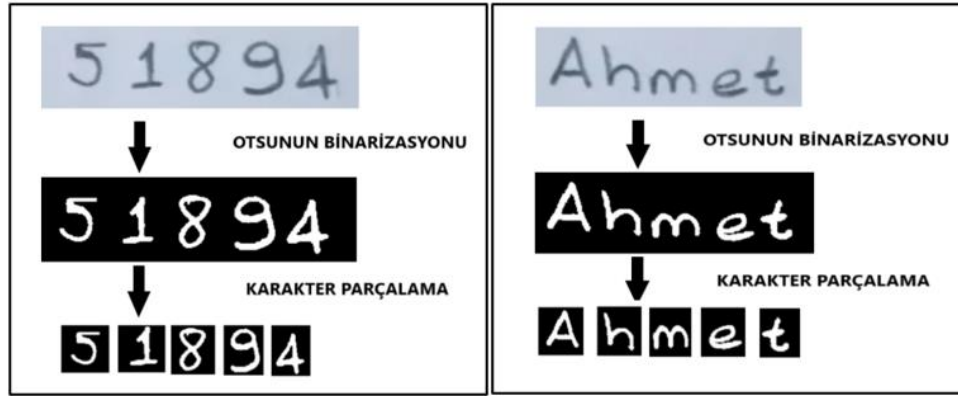 51894
OTSUNUN BİNARİZASYONU
51894
KARAKTER PARÇALAMA
5 1 8 9 4
Ahmet
OTSUNUN BİNARİZASYONU
Ahmet
KARAKTER PARÇALAMA
A h m e t